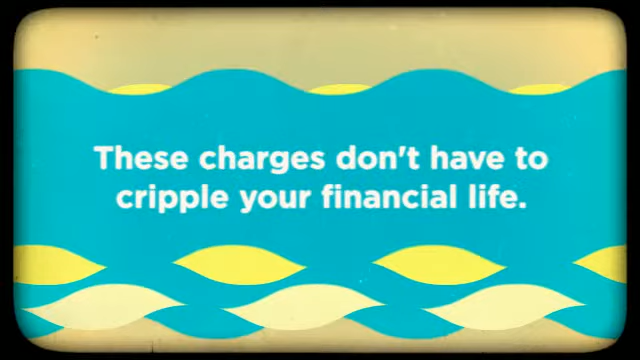 These charges don't have to
cripple your financial life.